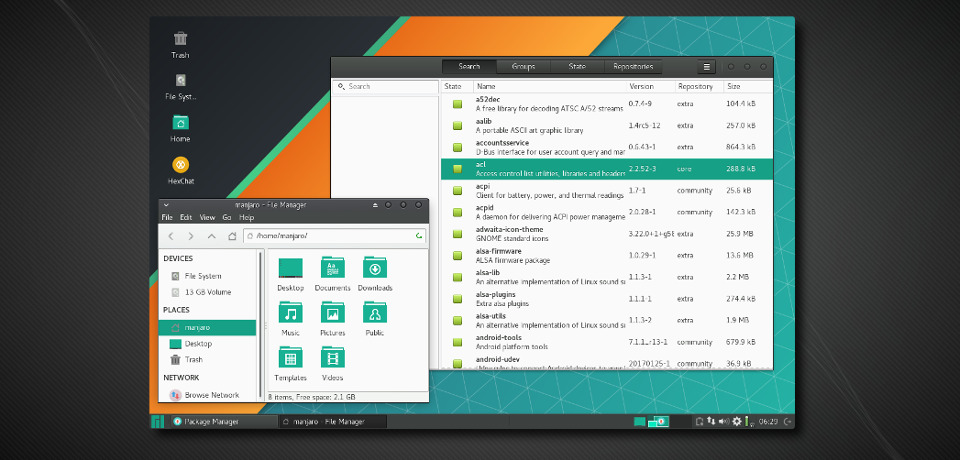 Trash
File Syst...
Home
HexChat
Search Groups State Repositories
Search
State Name Version Repository Size
a52dec
A free library for decoding ATSC A/52 streams
0.7.4-9 extra 104.4 kB
aalib
A portable ASCII art graphic library
1.4rc5-12 extra 257.0 kB
accountsservice
D-Bus interface for user account query and mar
0.6.43-1 extra 864.3 kB
acl
Access control list utilities, libraries and headers
2.2.52-3 core 288.8 kB
acpi
Client for battery, power, and thermal readings
1.7-1 community 25.6 kB
acpid
A daemon for delivering ACPI power manageme
2.0.28-1 community 142.3 kB
adwaita-icon-theme
GNOME standard icons
3.22.0+1+g58 extra 25.9 MB
alsa-firmware
ALSA firmware package
1.0.29-1 extra 13.6 MB
alsa-lib
An alternative implementation of Linux sound su
1.1.3-1 extra 2.2 MB
alsa-plugins
Extra alsa plugins
1.1.1-1 extra 274.4 kB
alsa-utils
An alternative implementation of Linux sound su
1.1.3-2 extra 1.9 MB
android-tools
Android platform tools
7.1.1_r13-1 community 679.9 kB
android-udev
20170125-1 community 36.9 kB
manjaro - File Manager
File Edit View Go Help
/home/manjaro/
DEVICES
File System
13 GB Volume
PLACES
manjaro
Desktop
Trash
NETWORK
Browse Network
Desktop Documents Downloads
Music Pictures Public
Templates Videos
8 items, Free space: 2.1 GB
Package Manager
manjaro - File Manager
06:29